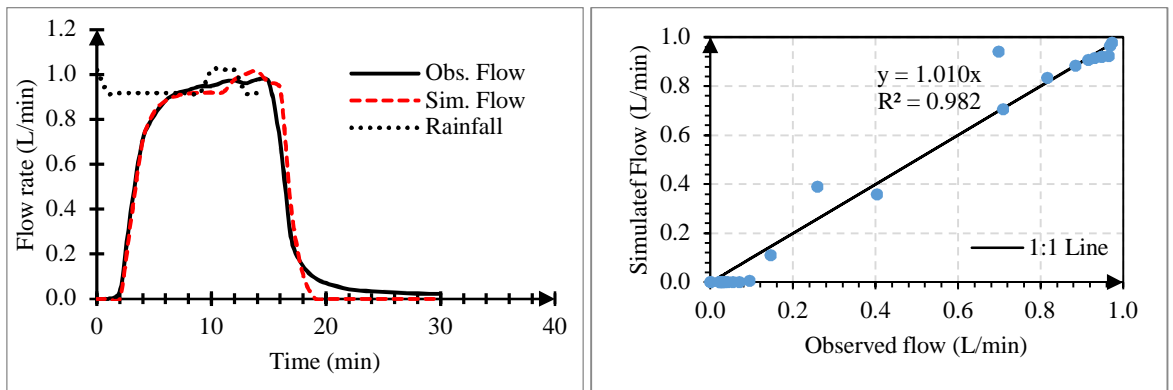 1.2
1.0
0.8
0.6
0.4
0.2
0.0
Flow rate (L/min)
Obs. Flow
Sim. Flow
Rainfall
0 10 20 30 40
Time (min)
1.0
0.8
0.6
0.4
0.2
0.0
Simulatef Flow (L/min)
y = 1.010x
R² = 0.982
1:1 Line
0.0 0.2 0.4 0.6 0.8 1.0
Observed flow (L/min)